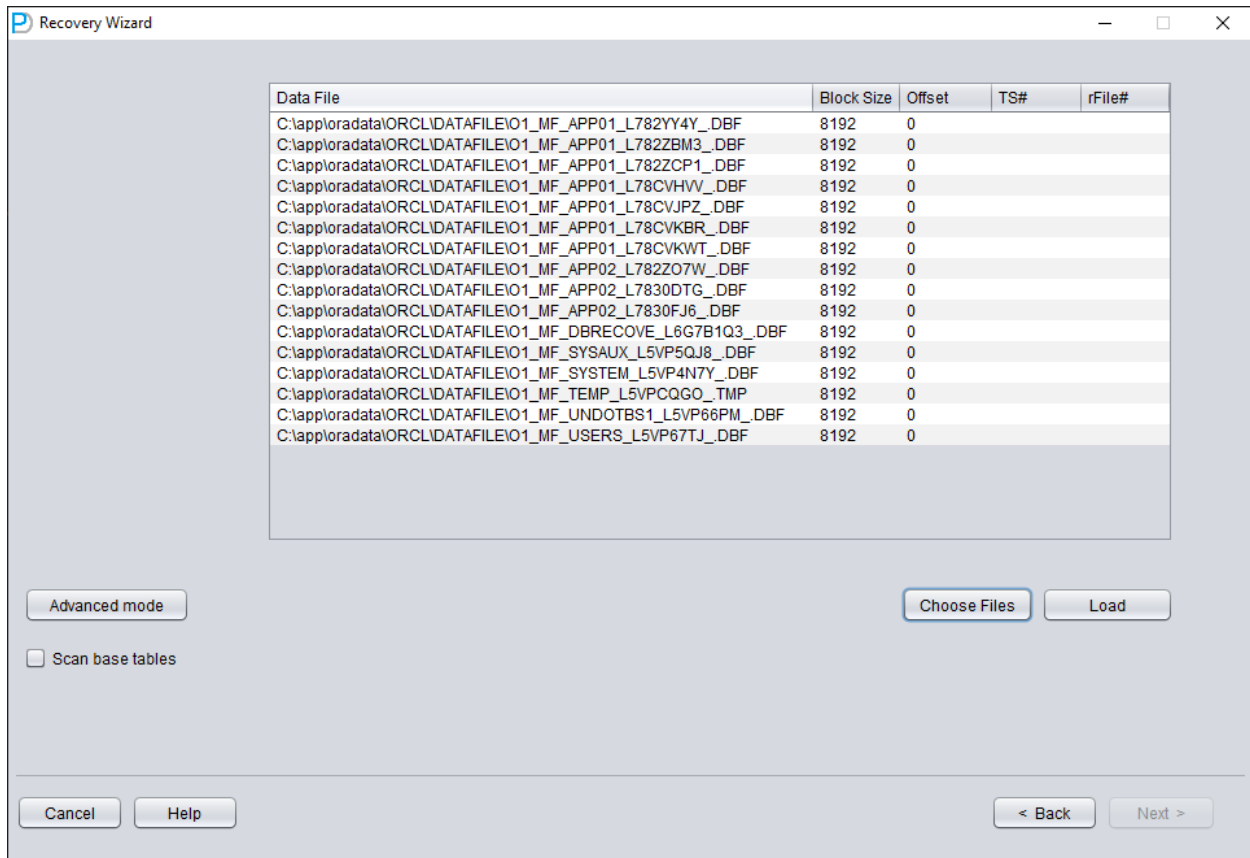 Recovery Wizard
Data File Block Size Offset TS# rFile#
C:\app\oradata\ORCL\DATAFILE\O1_MF_APP01_L782YY4Y_.DBF 8192 0
C:\app\oradata\ORCL\DATAFILE\O1_MF_APP01_L782ZBM3_.DBF 8192 0
C:\app\oradata\ORCL\DATAFILE\O1_MF_APP01_L782ZCP1_.DBF 8192 0
C:\app\oradata\ORCL\DATAFILE\O1_MF_APP01_L78CVHVV_.DBF 8192 0
C:\app\oradata\ORCL\DATAFILE\O1_MF_APP01_L78CVJPZ_.DBF 8192 0
C:\app\oradata\ORCL\DATAFILE\O1_MF_APP01_L78CVKBR_.DBF 8192 0
C:\app\oradata\ORCL\DATAFILE\O1_MF_APP01_L78CVKWT_.DBF 8192 0
C:\app\oradata\ORCL\DATAFILE\O1_MF_APP02_L782ZO7W_.DBF 8192 0
C:\app\oradata\ORCL\DATAFILE\O1_MF_APP02_L7830DTG_.DBF 8192 0
C:\app\oradata\ORCL\DATAFILE\O1_MF_APP02_L7830FJ6_.DBF 8192 0
C:\app\oradata\ORCL\DATAFILE\O1_MF_DBRECOVE_L6G7B1Q3_.DBF 8192 0
C:\app\oradata\ORCL\DATAFILE\O1_MF_SYSAUX_L5VP5QJ8_.DBF 8192 0
C:\app\oradata\ORCL\DATAFILE\O1_MF_SYSTEM_L5VP4N7Y_.DBF 8192 0
C:\app\oradata\ORCL\DATAFILE\O1_MF_TEMP_L5VPCQGO_.TMP 8192 0
C:\app\oradata\ORCL\DATAFILE\O1_MF_UNDOTBS1_L5VP66PM_.DBF 8192 0
C:\app\oradata\ORCL\DATAFILE\O1_MF_USERS_L5VP67TJ_.DBF 8192 0
Advanced mode Choose Files Load
Scan base tables
Cancel Help < Back Next >